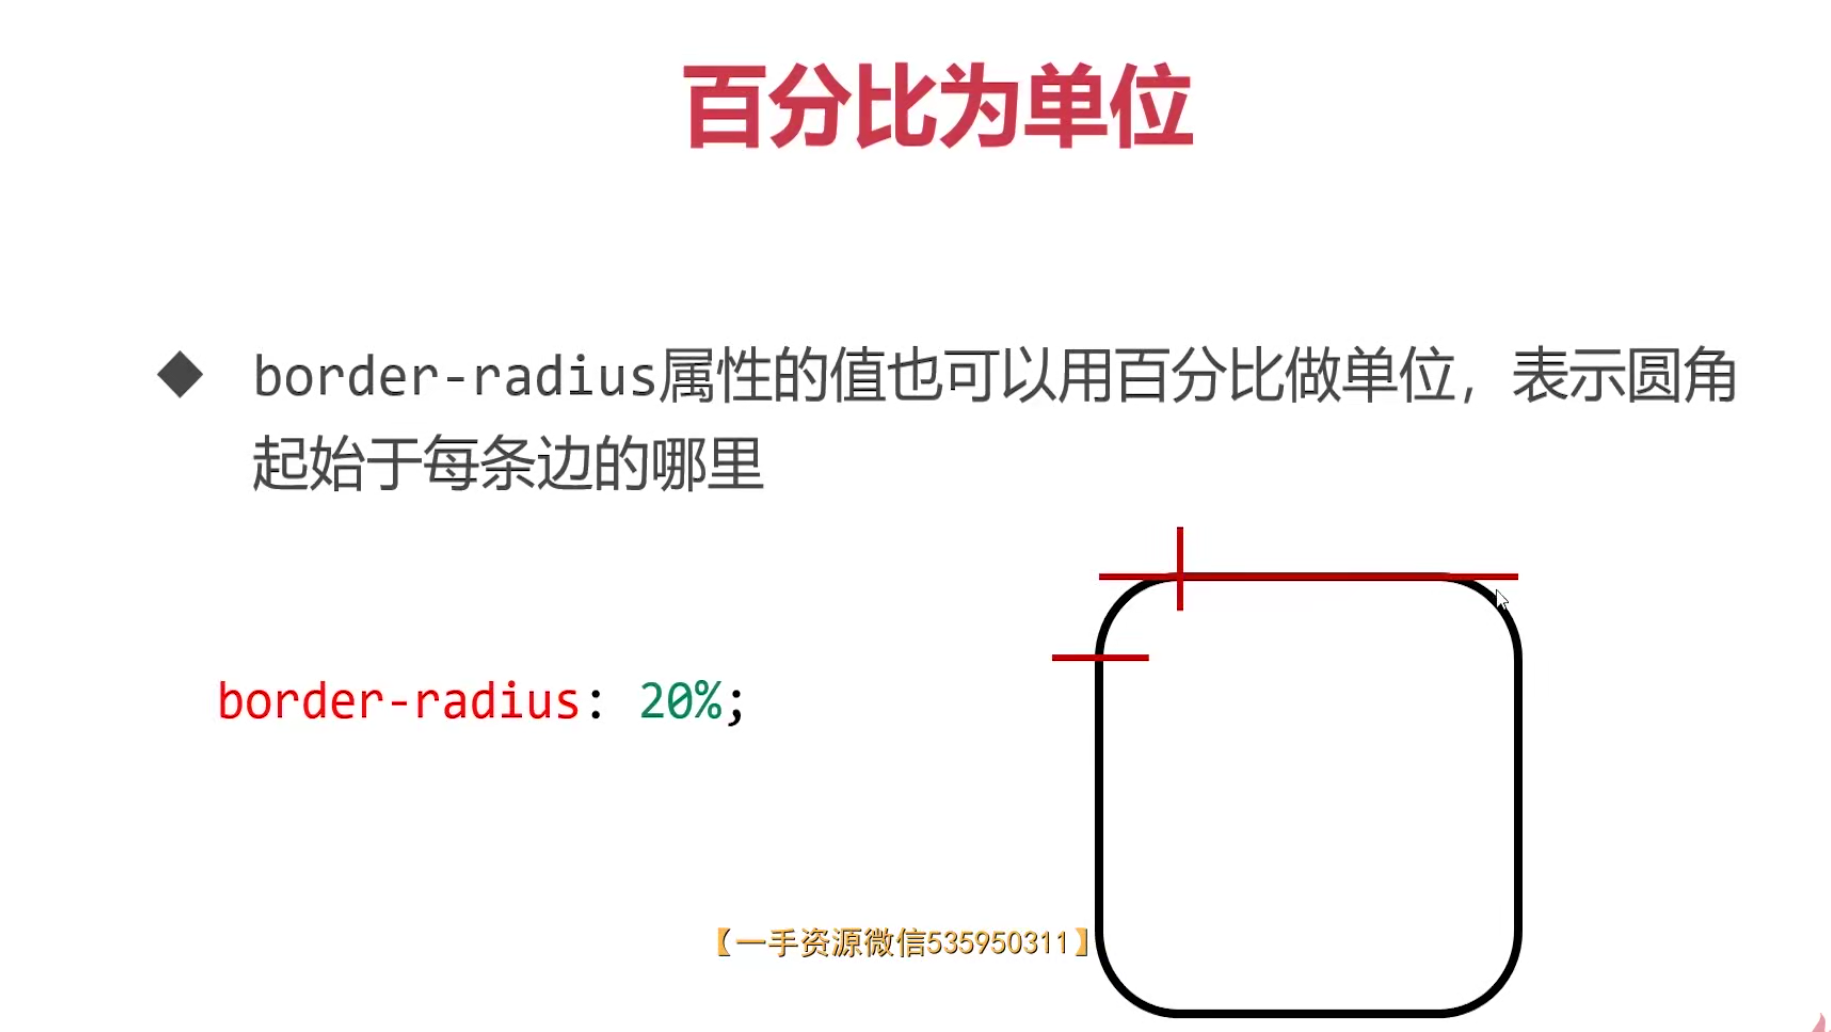 百分比为单位
◆ border-radius属性的值也可以用百分比做单位，表示圆角
起始于每条边的哪里
border-radius: 20%;
【一手资源微信535950311】